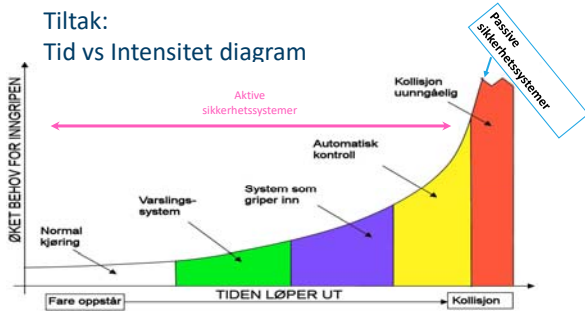 Tiltak:
Tid vs Intensitet diagram
Passive
sikkerhetssystemer
Aktive
sikkerhetssystemer
Kollisjon
uunngåelig
Automatisk
kontroll
System som
griper inn
Varslings-
system
Normal
kjøring
ØKET BEHOV FOR INNGRIPEN
Fare oppstår
TIDEN LØPER UT
Kollisjon